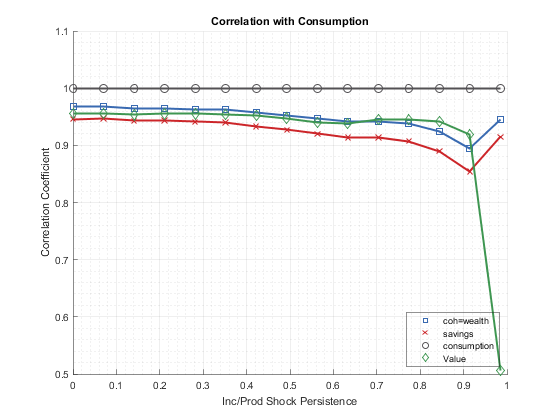 Correlation with Consumption
1.1
1
0.9
0.8
0.7
0.6
0.5
Correlation Coefficient
0 0.1 0.2 0.3 0.4 0.5 0.6 0.7 0.8 0.9 1
Inc/Prod Shock Persistence
coh=wealth
savings
consumption
Value